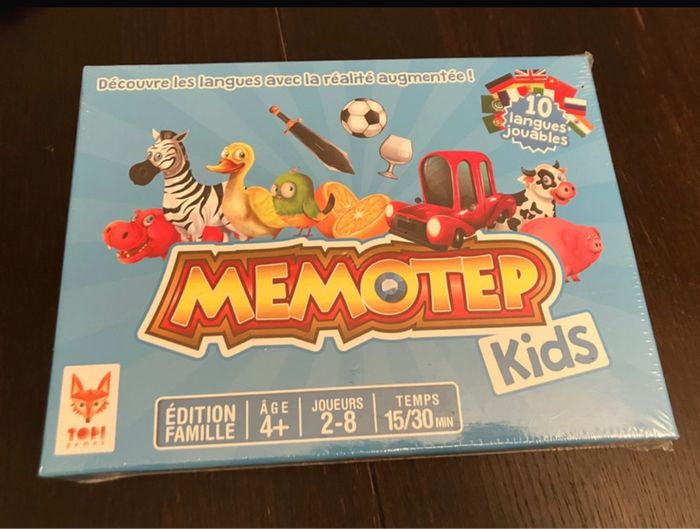 Découvre les langues avec la réalité augmentée !
10
langues
jouables
MEMOTEP
Kids
TOPI
games
ÉDITION
FAMILLE
ÂGE
4+
JOUEURS
2-8
TEMPS
15/30 MIN